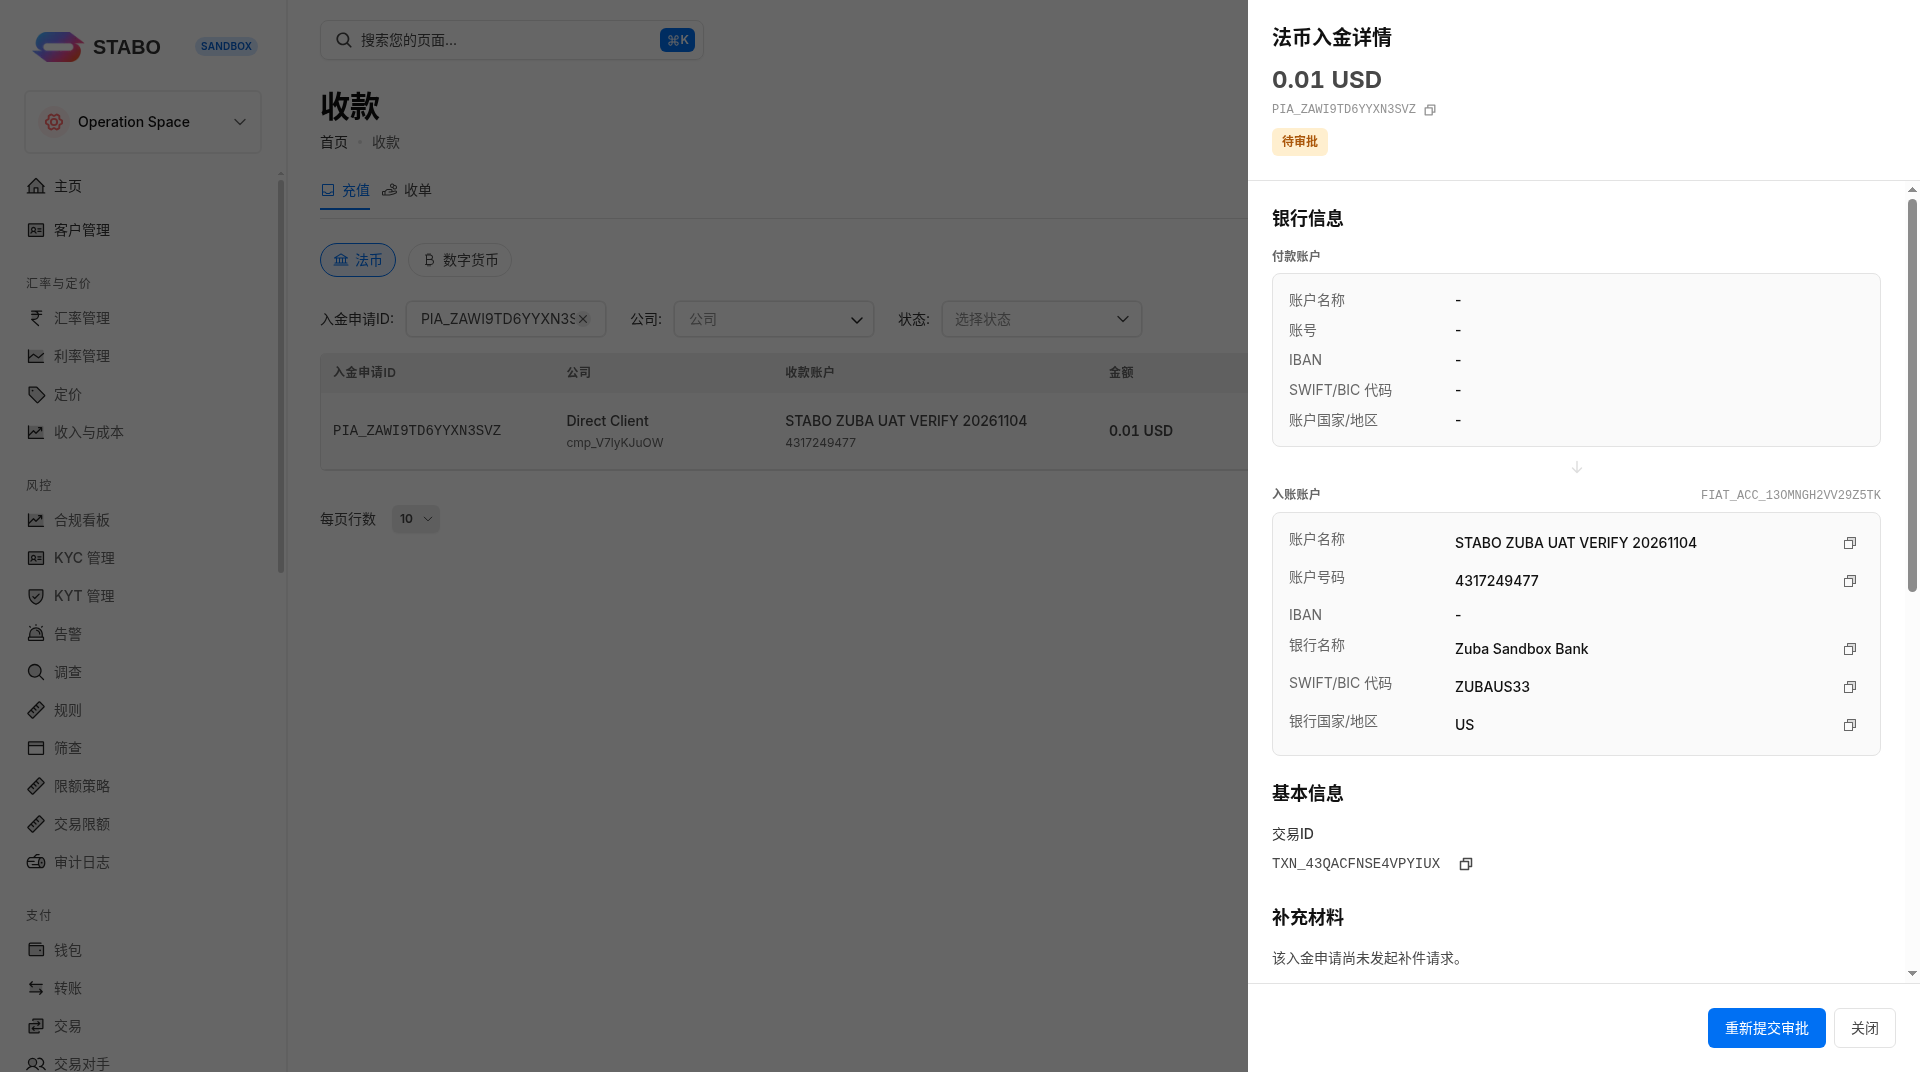 STABO
SANDBOX
Operation Space
主页
客户管理
汇率与定价
汇率管理
利率管理
定价
收入与成本
风控
合规看板
KYC 管理
KYT 管理
告警
调查
规则
筛查
限额策略
交易限额
审计日志
支付
钱包
转账
交易
交易对手
搜索您的页面...
⌘K
收款
首页 • 收款
充值 收单
法币 数字货币
入金申请ID: PIA_ZAWI9TD6YYXN3S 公司: 公司 状态: 选择状态
入金申请ID 公司 收款账户 金额
PIA_ZAWI9TD6YYXN3SVZ Direct Client STABO ZUBA UAT VERIFY 20261104 0.01 USD
cmp_V7lyKJuOW 4317249477
每页行数 10
法币入金详情
0.01 USD
PIA_ZAWI9TD6YYXN3SVZ
待审批
银行信息
付款账户
账户名称 -
账号 -
IBAN -
SWIFT/BIC 代码 -
账户国家/地区 -
入账账户 FIAT_ACC_13OMNGH2VV29Z5TK
账户名称 STABO ZUBA UAT VERIFY 20261104
账户号码 4317249477
IBAN -
银行名称 Zuba Sandbox Bank
SWIFT/BIC 代码 ZUBAUS33
银行国家/地区 US
基本信息
交易ID
TXN_43QACFNSE4VPYIUX
补充材料
该入金申请尚未发起补件请求。
重新提交审批 关闭